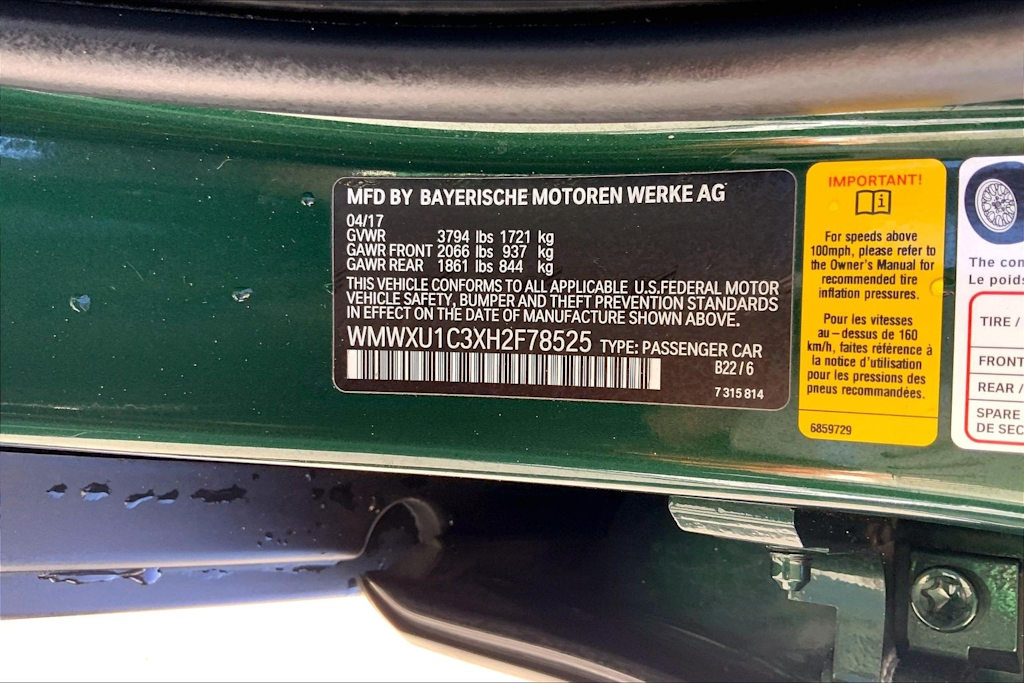 MFD BY BAYERISCHE MOTOREN WERKE AG
04/17
GVWR 3794 lbs 1721 kg
GAWR FRONT 2066 lbs 937 kg
GAWR REAR 1861 lbs 844 kg
THIS VEHICLE CONFORMS TO ALL APPLICABLE U.S.FEDERAL MOTOR
VEHICLE SAFETY, BUMPER AND THEFT PREVENTION STANDARDS
IN EFFECT ON THE DATE OF MANUFACTURE SHOWN ABOVE.
WMWXU1C3XH2F78525 TYPE: PASSENGER CAR
B22/6
7 315 814
IMPORTANT!
i
For speeds above
100mph, please refer to
the Owner's Manual for
recommended tire
inflation pressures.
Pour les vitesses
au-dessus de 160
km/h, faites référence à
la notice d'utilisation
pour les pressions des
pneus recommandées.
6859729
The com
Le poids
TIRE /
FRONT
REAR /
SPARE
DE SEC